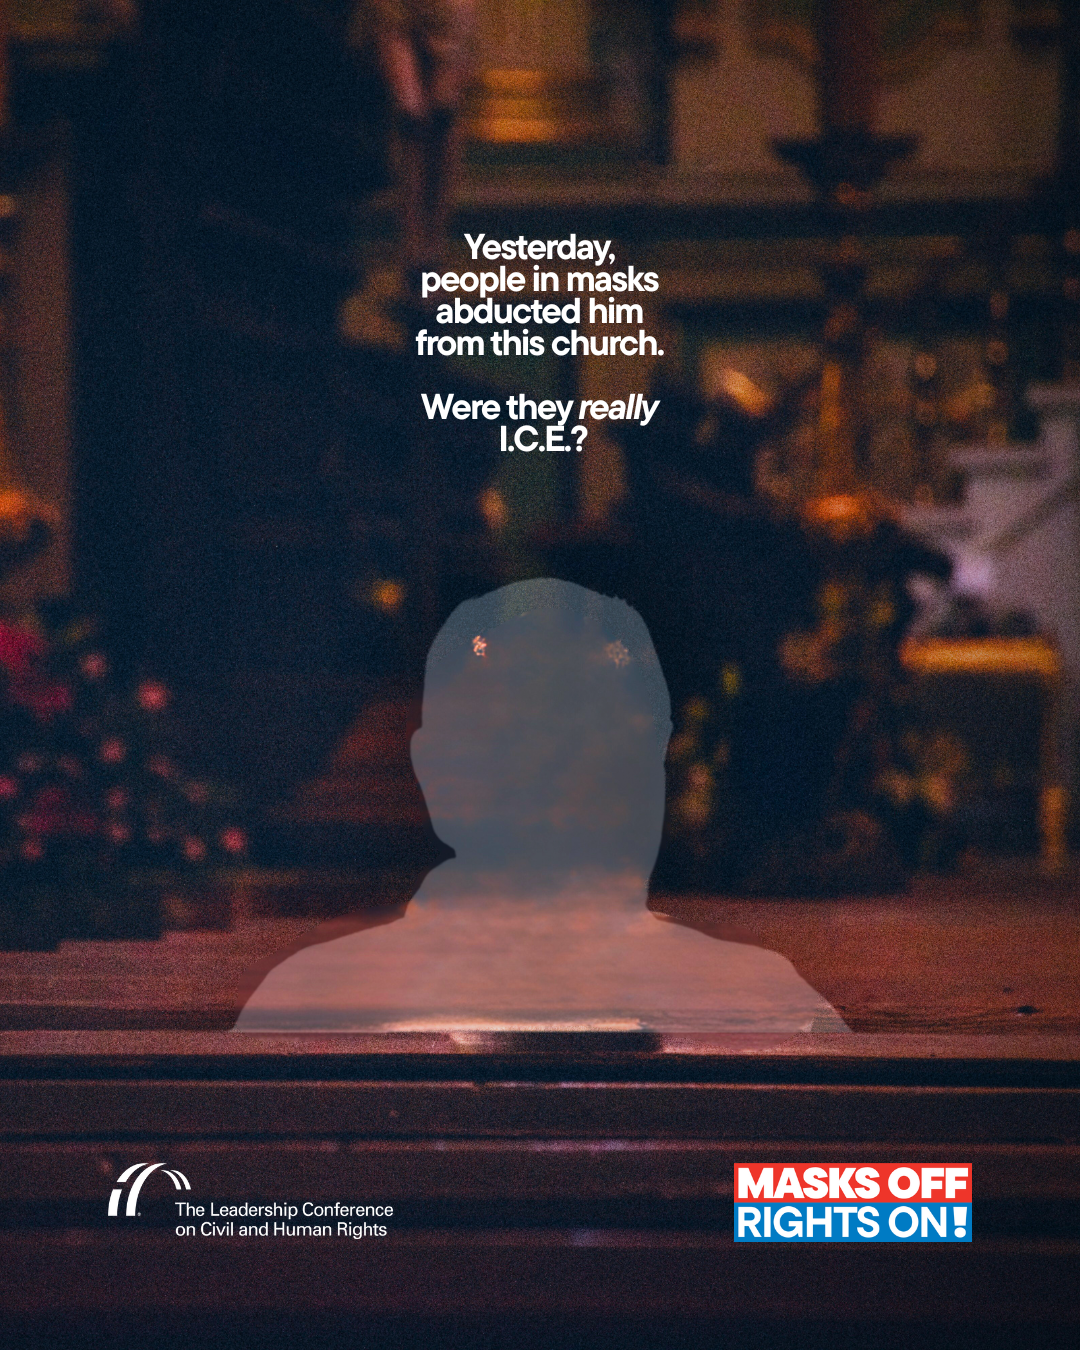 Yesterday,
people in masks
abducted him
from this church.
Were they really
I.C.E.?
The Leadership Conference
on Civil and Human Rights
MASKS OFF
RIGHTS ON!